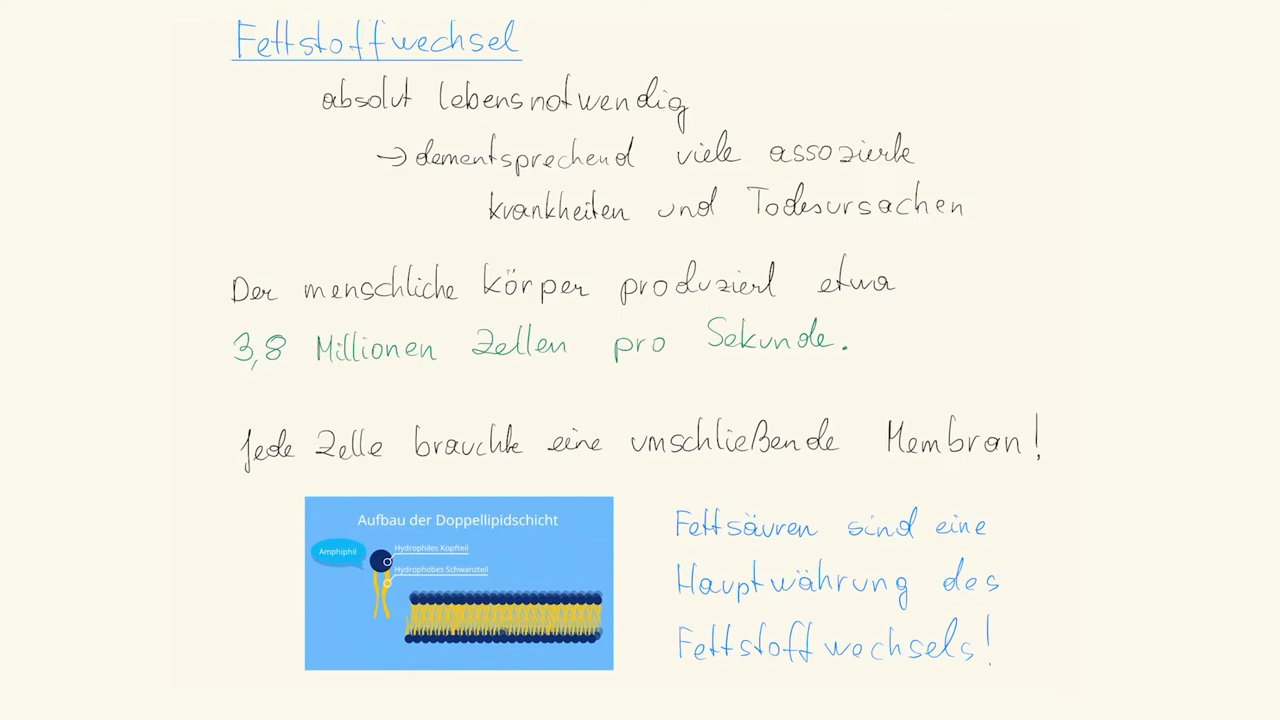 Fettstoffwechsel
absolut lebensnotwendig
→ dementsprechend viele assozierte
krankheiten und Todesursachen
Der menschliche körper produziert etwa
3,8 Millionen Zellen pro Sekunde.
Jede Zelle brauchte eine umschließende Membran!
Aufbau der Doppellipidschicht
Amphiphil
Hydrophiles Kopfteil
Hydrophobes Schwanzteil
Fettsäuren sind eine
Hauptwährung des
Fettstoffwechsels!